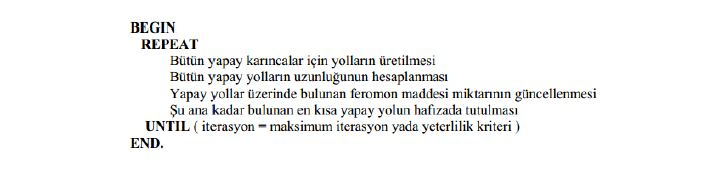 BEGIN
REPEAT
Bütün yapay karıncalar için yolların üretilmesi
Bütün yapay yolların uzunluğunun hesaplanması
Yapay yollar üzerinde bulunan feromon maddesi miktarının güncellenmesi
Şu ana kadar bulunan en kısa yapay yolun hafızada tutulması
UNTIL ( iterasyon = maksimum iterasyon yada yeterlilik kriteri )
END.